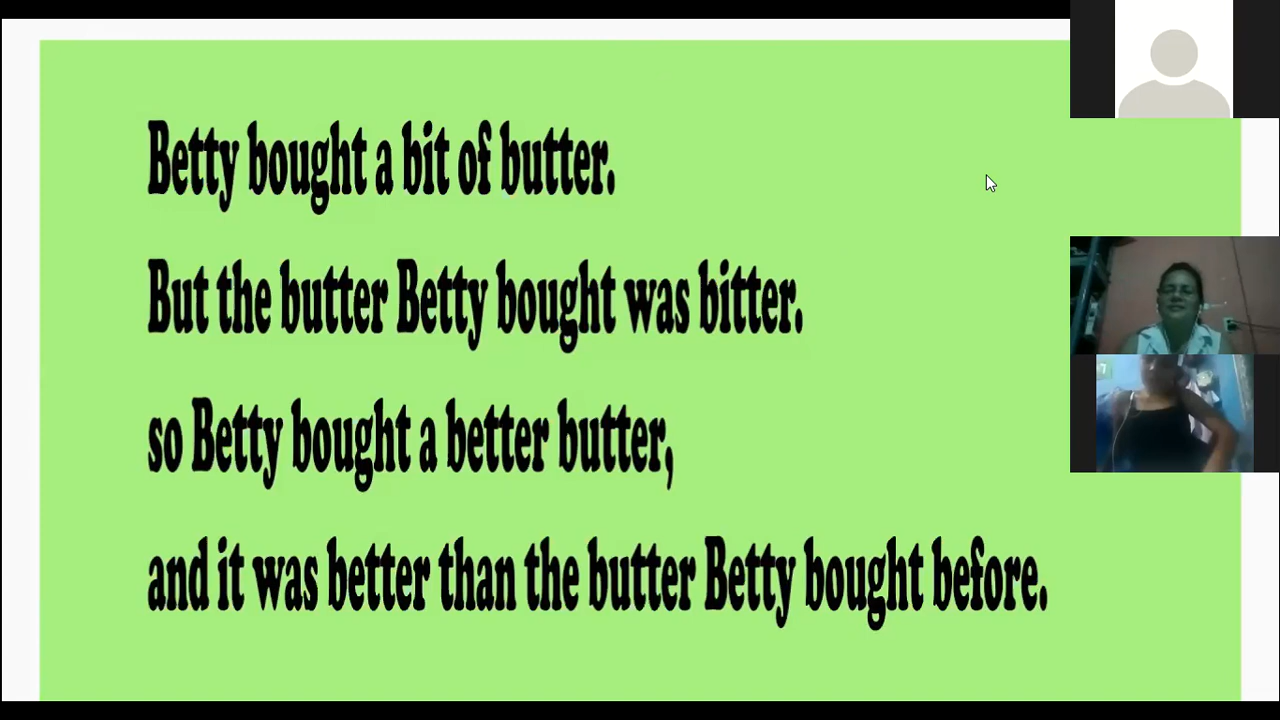 Betty bought a bit of butter.
But the butter Betty bought was bitter.
so Betty bought a better butter,
and it was better than the butter Betty bought before.